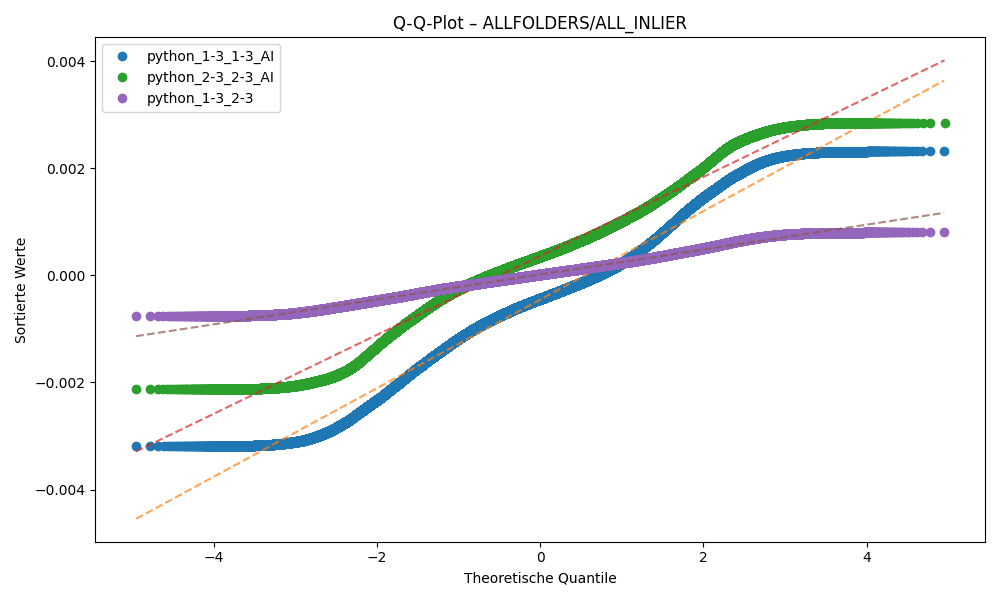 Q-Q-Plot – ALLFOLDERS/ALL_INLIER
python_1-3_1-3_AI
python_2-3_2-3_AI
python_1-3_2-3
0.004
0.002
0.000
−0.002
−0.004
Sortierte Werte
−4
−2
0
2
4
Theoretische Quantile